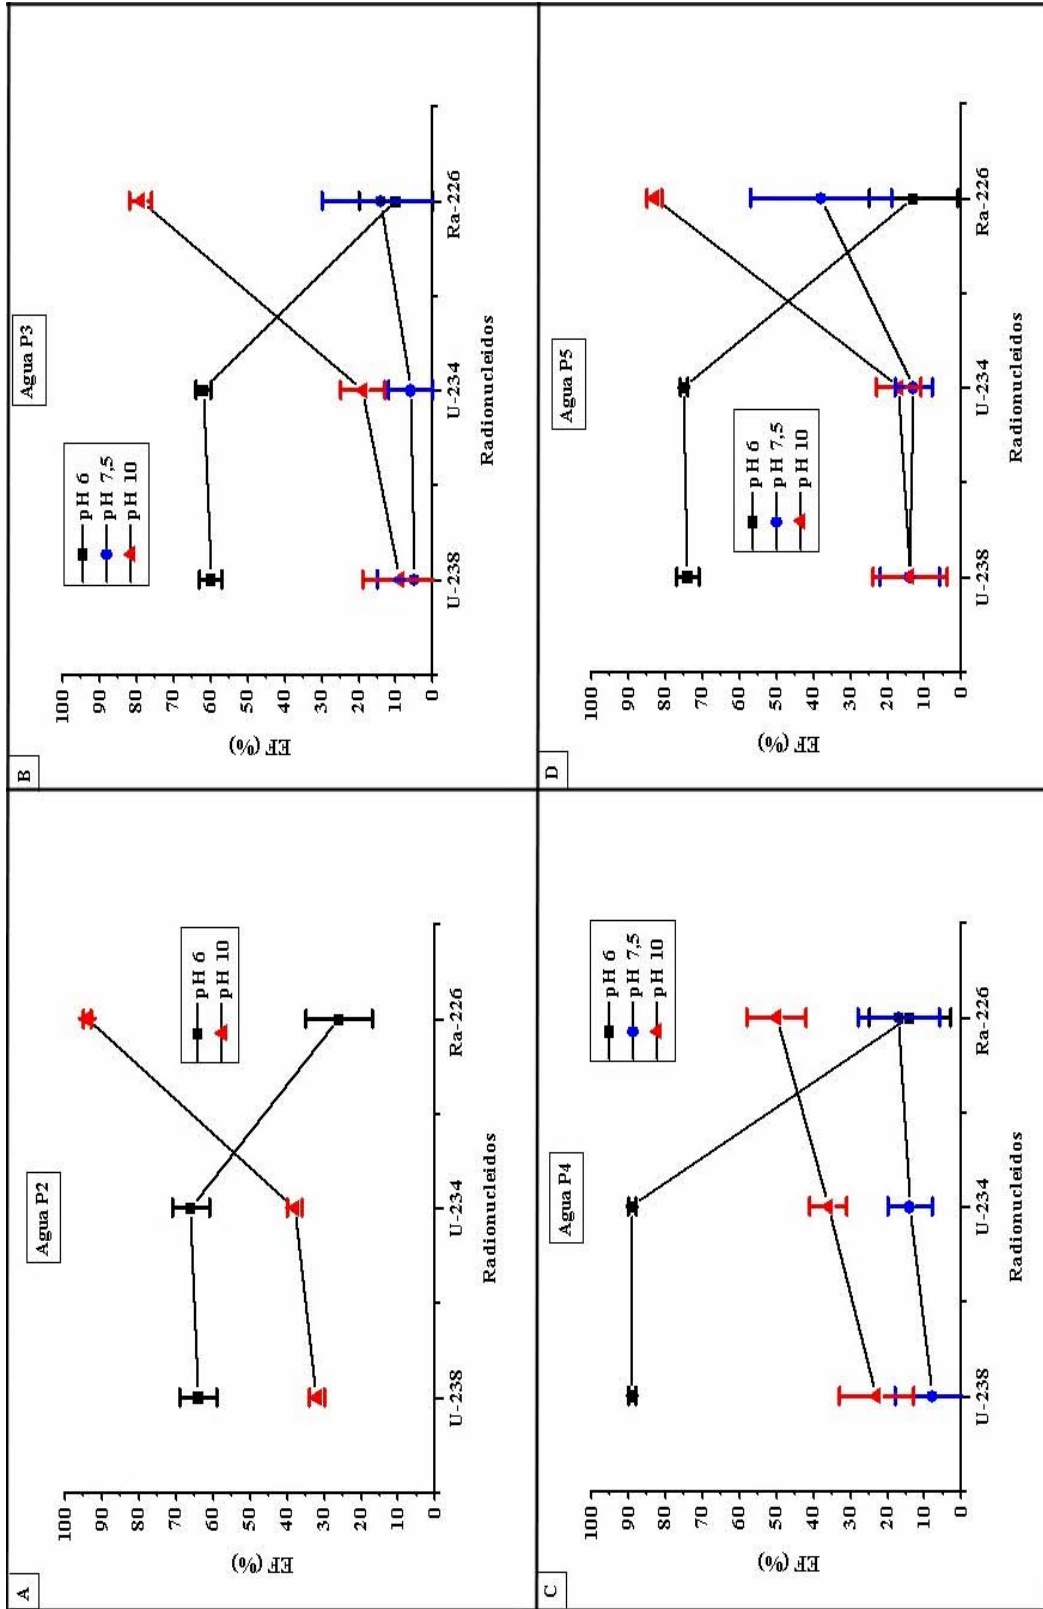 A
Agua P2
pH 6
pH 10
EF (%)
100
90
80
70
60
50
40
30
20
10
0
U-238
U-234
Ra-226
Radionucleidos
B
Agua P3
pH 6
pH 7,5
pH 10
EF (%)
100
90
80
70
60
50
40
30
20
10
0
U-238
U-234
Ra-226
Radionucleidos
C
Agua P4
pH 6
pH 7,5
pH 10
EF (%)
100
90
80
70
60
50
40
30
20
10
0
U-238
U-234
Ra-226
Radionucleidos
D
Agua P5
pH 6
pH 7,5
pH 10
EF (%)
100
90
80
70
60
50
40
30
20
10
0
U-238
U-234
Ra-226
Radionucleidos